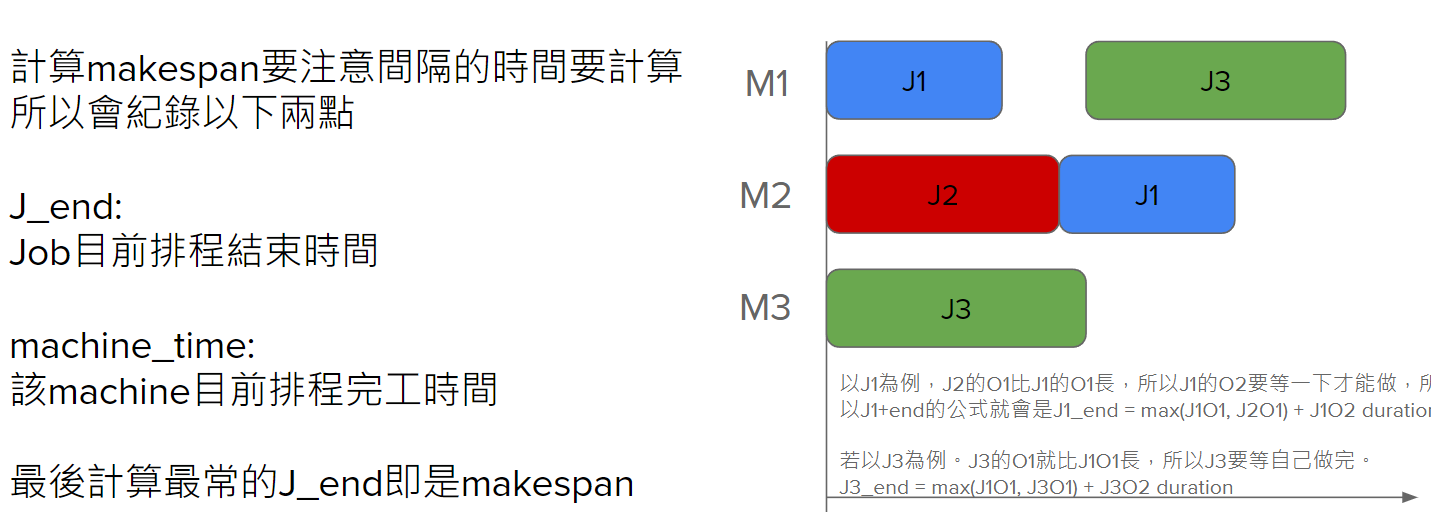 計算makespan要注意間隔的時間要計算
所以會紀錄以下兩點
J_end:
Job目前排程結束時間
machine_time:
該machine目前排程完工時間
最後計算最常的J_end即是makespan
M1
J1
J3
M2
J2
J1
M3
J3
以J1為例，J2的O1比J1的O1長，所以J1的O2要等一下才能做，
以J1+end的公式就會是J1_end = max(J1O1, J2O1) + J1O2
若以J3為例。J3的O1就比J1O1長，所以J3要等自己做完。
J3_end = max(J1O1, J3O1) + J3O2 duration